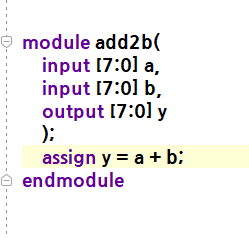 module add2b(
input [7:0] a,
input [7:0] b,
output [7:0] y
);
assign y = a + b;
endmodule